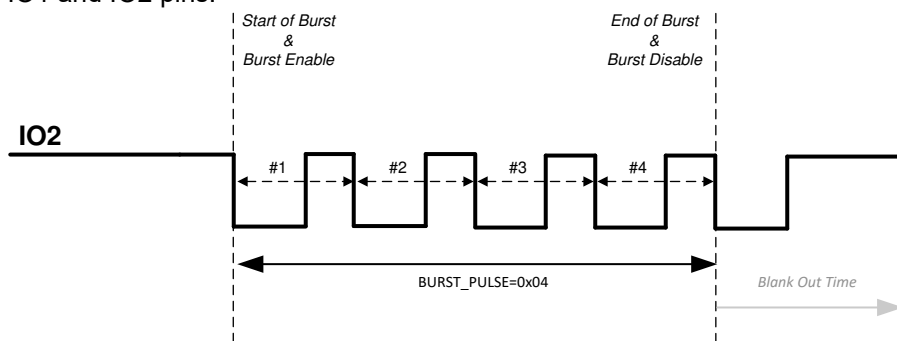 and IO2 pins.
Start of Burst
&
Burst Enable
End of Burst
&
Burst Disable
IO2
#1 #2 #3 #4
BURST_PULSE=0x04
Blank Out Time